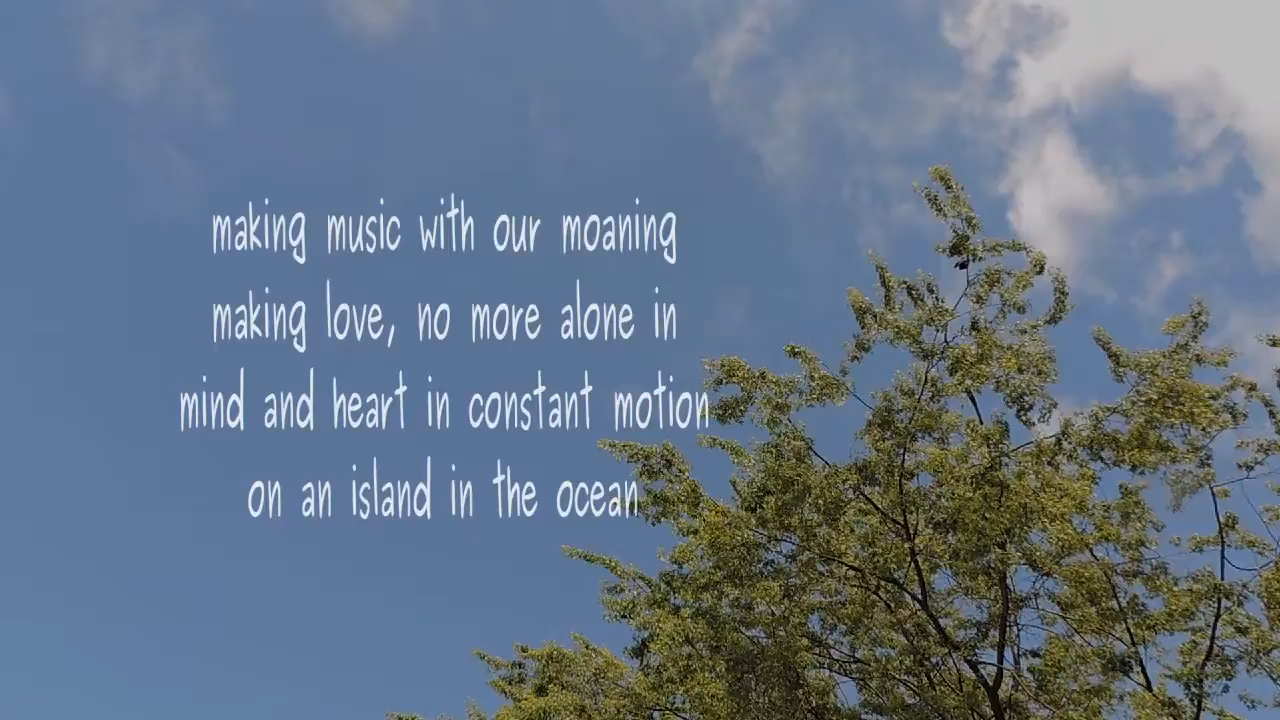 making music with our moaning
making love, no more alone in
mind and heart in constant motion
on an island in the ocean